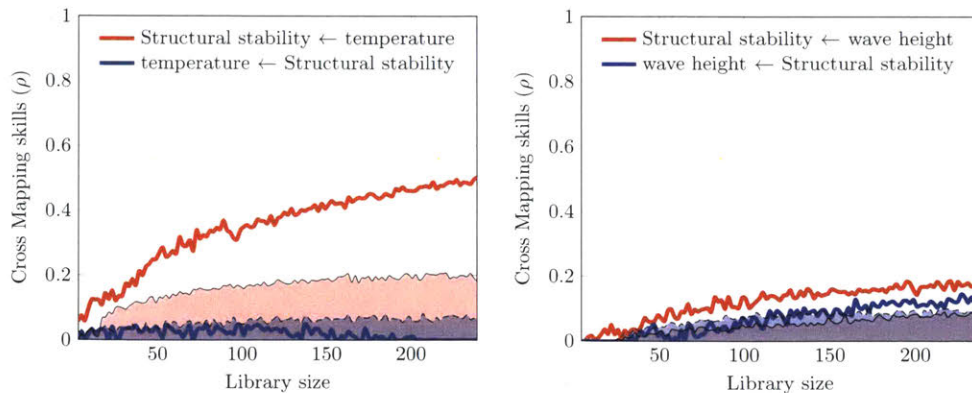 1
0.8
0.6
0.4
0.2
0
Cross Mapping skills (ρ)
Structural stability ← temperature
temperature ← Structural stability
50
100
150
200
Library size
1
0.8
0.6
0.4
0.2
0
Cross Mapping skills (ρ)
Structural stability ← wave height
wave height ← Structural stability
50
100
150
200
Library size